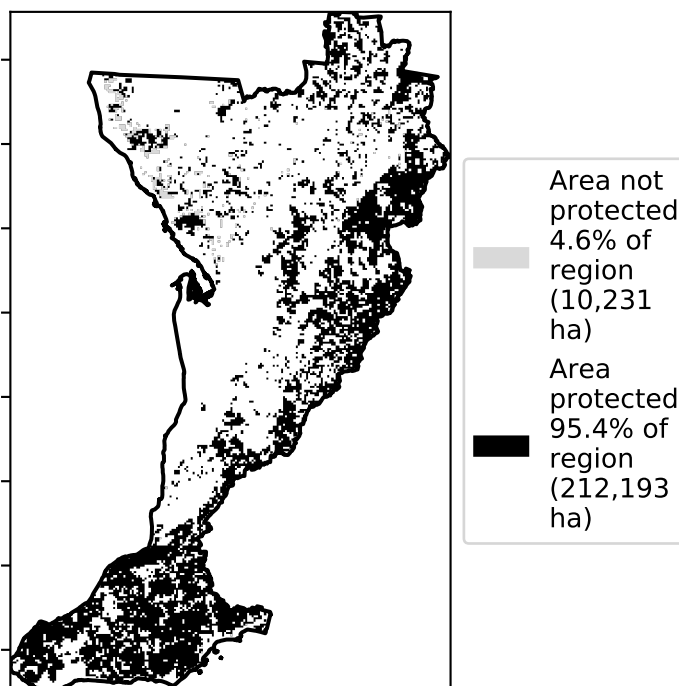 Area not
protected
4.6% of
region
(10,231
ha)
Area
protected
95.4% of
region
(212,193
ha)